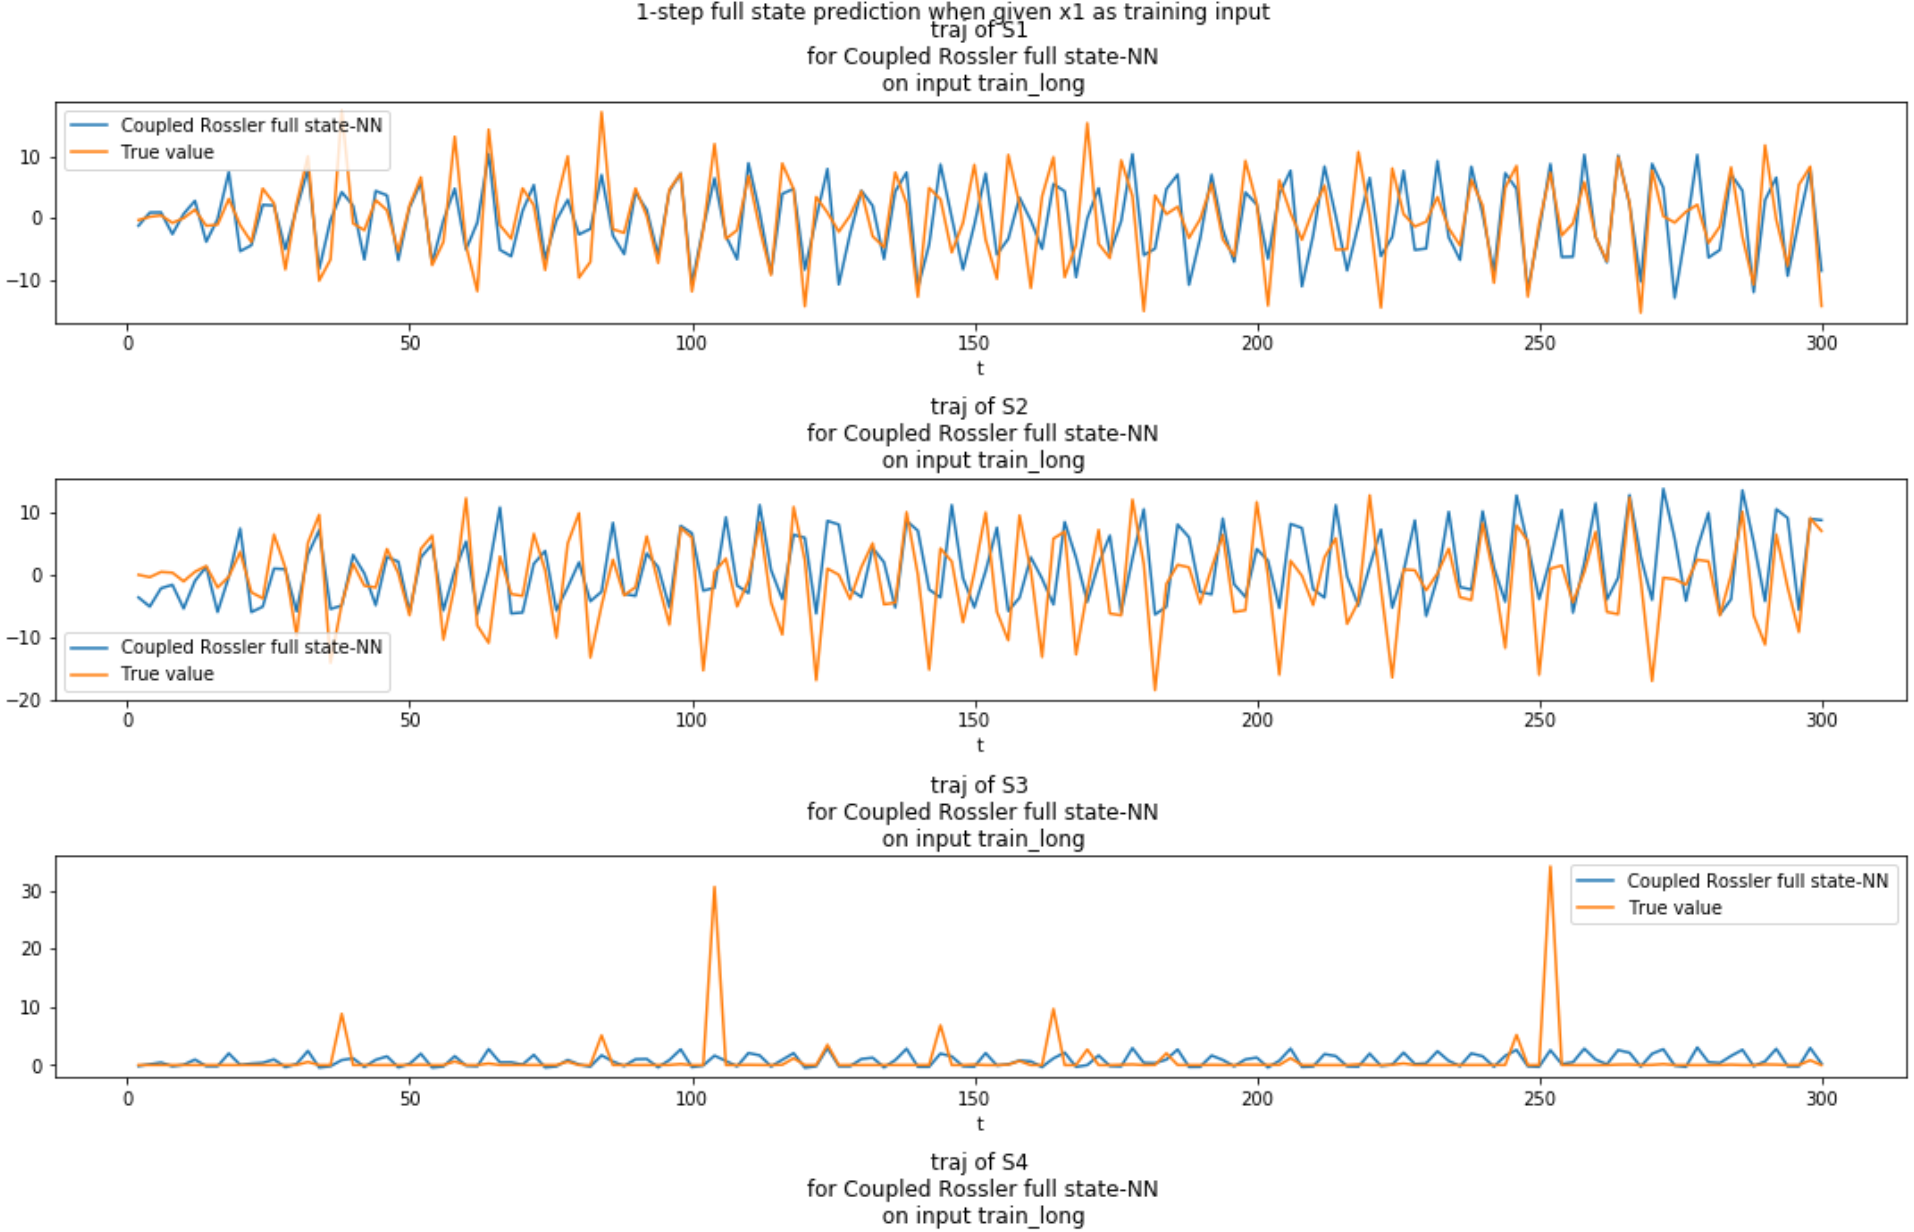 1-step full state prediction when given x1 as training input
traj of S1
for Coupled Rossler full state-NN
on input train_long
Coupled Rossler full state-NN
True value
10
0
−10
0 50 100 150 200 250 300
t
traj of S2
for Coupled Rossler full state-NN
on input train_long
10
0
−10
−20
Coupled Rossler full state-NN
True value
0 50 100 150 200 250 300
t
traj of S3
for Coupled Rossler full state-NN
on input train_long
Coupled Rossler full state-NN
True value
30
20
10
0
0 50 100 150 200 250 300
t
traj of S4
for Coupled Rossler full state-NN
on input train_long